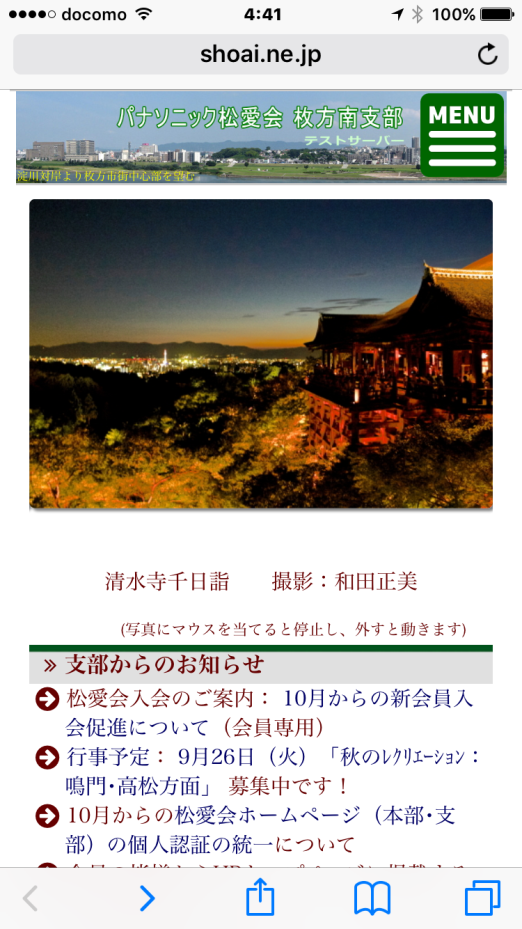 docomo 4:41 100%
shoai.ne.jp
パナソニック松愛会 枚方南支部
テストサーバー
MENU
淀川対岸より枚方市街中心部を望む
清水寺千日詣　　撮影：和田正美
(写真にマウスを当てると停止し、外すと動きます)
» 支部からのお知らせ
松愛会入会のご案内： 10月からの新会員入
会促進について（会員専用）
行事予定： 9月26日（火）「秋のﾚｸﾘｴｰｼｮﾝ：
鳴門･高松方面」 募集中です！
10月からの松愛会ホームページ（本部･支
部）の個人認証の統一について